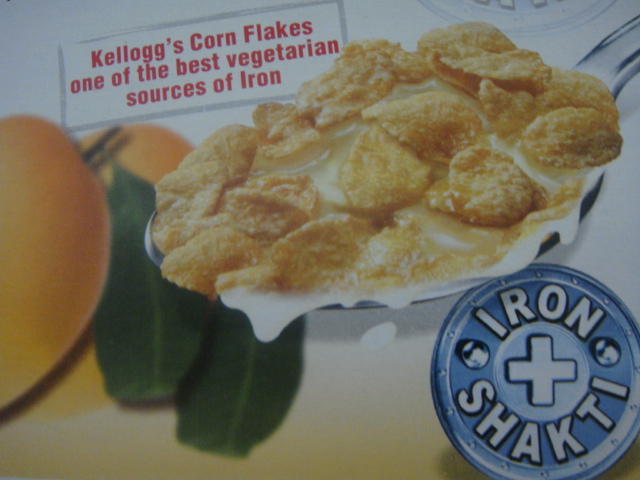 Kellogg's Corn Flakes
one of the best vegetarian
sources of Iron
IRON
SHAKTI